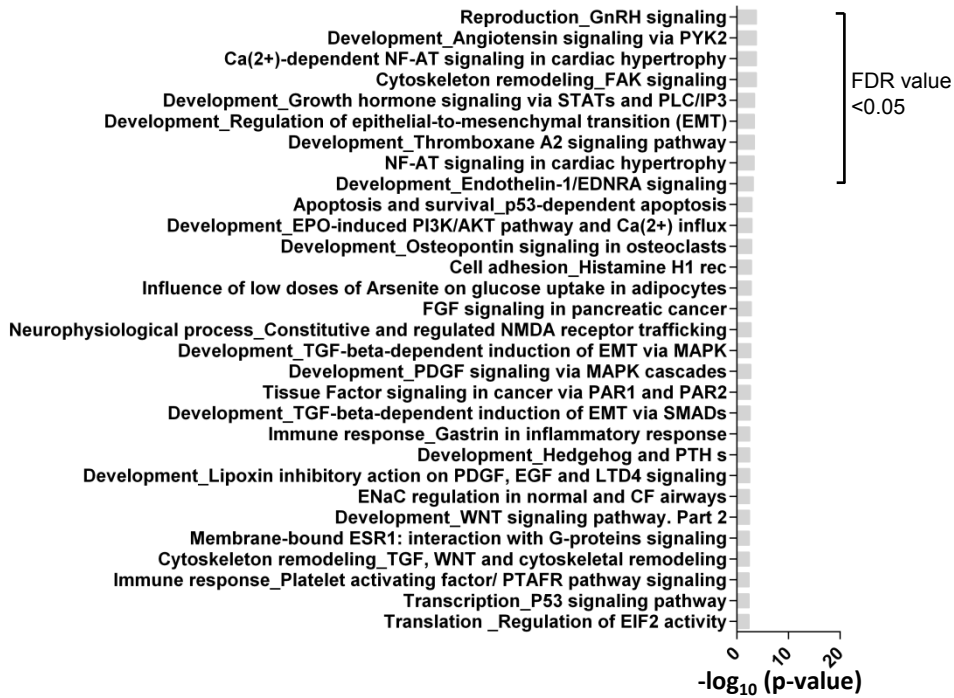 Reproduction_GnRH signaling
Development_Angiotensin signaling via PYK2
Ca(2+)-dependent NF-AT signaling in cardiac hypertrophy
Cytoskeleton remodeling_FAK signaling
Development_Growth hormone signaling via STATs and PLC/IP3
Development_Regulation of epithelial-to-mesenchymal transition (EMT)
Development_Thromboxane A2 signaling pathway
NF-AT signaling in cardiac hypertrophy
Development_Endothelin-1/EDNRA signaling
Apoptosis and survival_p53-dependent apoptosis
Development_EPO-induced PI3K/AKT pathway and Ca(2+) influx
Development_Osteopontin signaling in osteoclasts
Cell adhesion_Histamine H1 rec
Influence of low doses of Arsenite on glucose uptake in adipocytes
FGF signaling in pancreatic cancer
Neurophysiological process_Constitutive and regulated NMDA receptor trafficking
Development_TGF-beta-dependent induction of EMT via MAPK
Development_PDGF signaling via MAPK cascades
Tissue Factor signaling in cancer via PAR1 and PAR2
Development_TGF-beta-dependent induction of EMT via SMADs
Immune response_Gastrin in inflammatory response
Development_Hedgehog and PTH s
Development_Lipoxin inhibitory action on PDGF, EGF and LTD4 signaling
ENaC regulation in normal and CF airways
Development_WNT signaling pathway. Part 2
Membrane-bound ESR1: interaction with G-proteins signaling
Cytoskeleton remodeling_TGF, WNT and cytoskeletal remodeling
Immune response_Platelet activating factor/ PTAFR pathway signaling
Transcription_P53 signaling pathway
Translation _Regulation of EIF2 activity
FDR value
<0.05
0 10 20
-log10 (p-value)